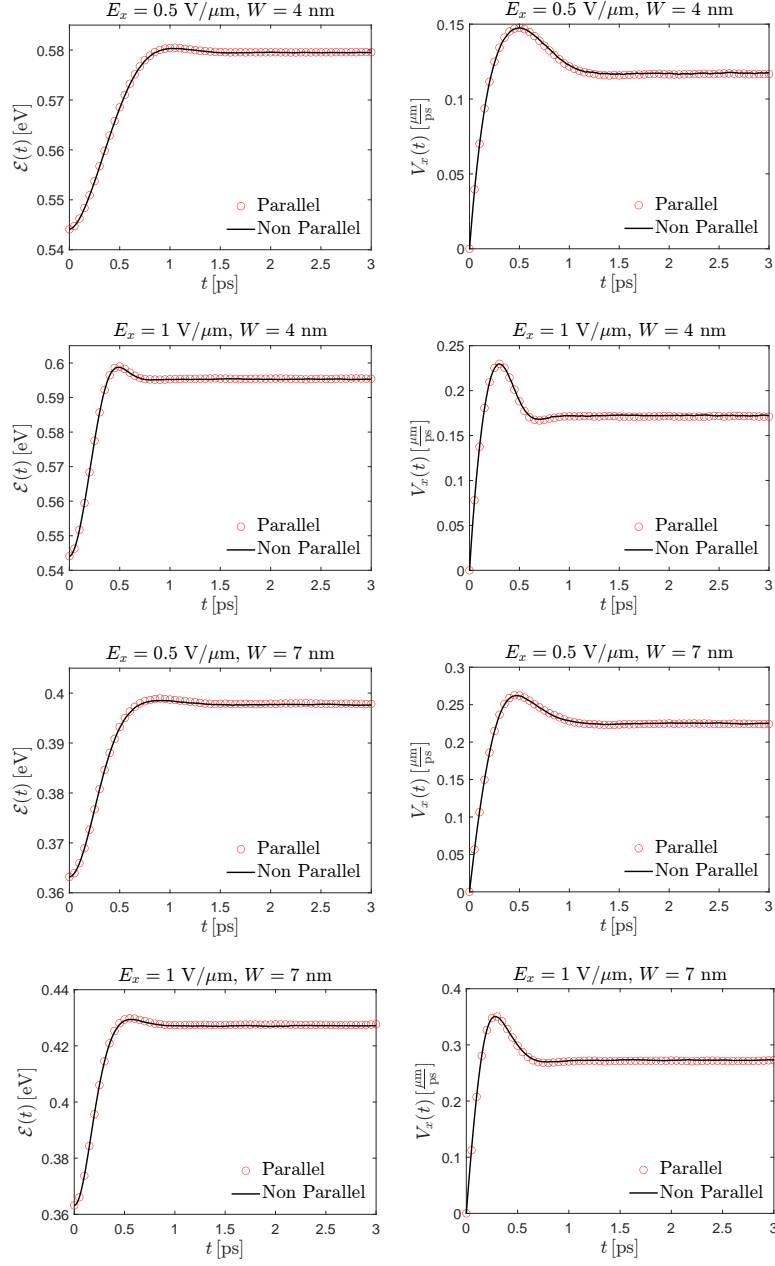 E_x = 0.5 V/μm, W = 4 nm
ℰ(t) [eV]
0.58
0.57
0.56
0.55
0.54
Parallel
Non Parallel
0 0.5 1 1.5 2 2.5 3
t [ps]
E_x = 0.5 V/μm, W = 4 nm
V_x(t) [μm/ps]
0.15
0.1
0.05
0
Parallel
Non Parallel
0 0.5 1 1.5 2 2.5 3
t [ps]
E_x = 1 V/μm, W = 4 nm
ℰ(t) [eV]
0.6
0.59
0.58
0.57
0.56
0.55
0.54
Parallel
Non Parallel
0 0.5 1 1.5 2 2.5 3
t [ps]
E_x = 1 V/μm, W = 4 nm
V_x(t) [μm/ps]
0.25
0.2
0.15
0.1
0.05
0
Parallel
Non Parallel
0 0.5 1 1.5 2 2.5 3
t [ps]
E_x = 0.5 V/μm, W = 7 nm
ℰ(t) [eV]
0.4
0.39
0.38
0.37
0.36
Parallel
Non Parallel
0 0.5 1 1.5 2 2.5 3
t [ps]
E_x = 0.5 V/μm, W = 7 nm
V_x(t) [μm/ps]
0.3
0.25
0.2
0.15
0.1
0.05
0
Parallel
Non Parallel
0 0.5 1 1.5 2 2.5 3
t [ps]
E_x = 1 V/μm, W = 7 nm
ℰ(t) [eV]
0.44
0.42
0.4
0.38
0.36
Parallel
Non Parallel
0 0.5 1 1.5 2 2.5 3
t [ps]
E_x = 1 V/μm, W = 7 nm
V_x(t) [μm/ps]
0.4
0.3
0.2
0.1
0
Parallel
Non Parallel
0 0.5 1 1.5 2 2.5 3
t [ps]